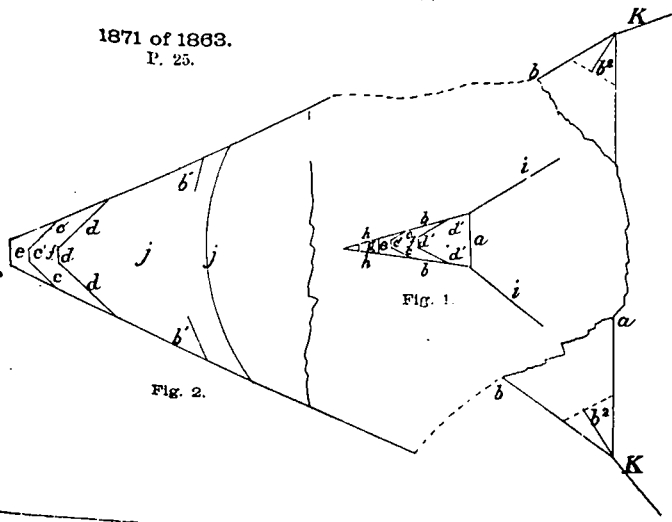 1871 of 1863.
P. 25.
K
b
b²
b'
i
h
b
d'
e
c'
f
d
j
j
g
e
c'
d'
d'
a
h
c
b
c
d
i
Fig. 1.
a
b'
Fig. 2.
b
b²
K